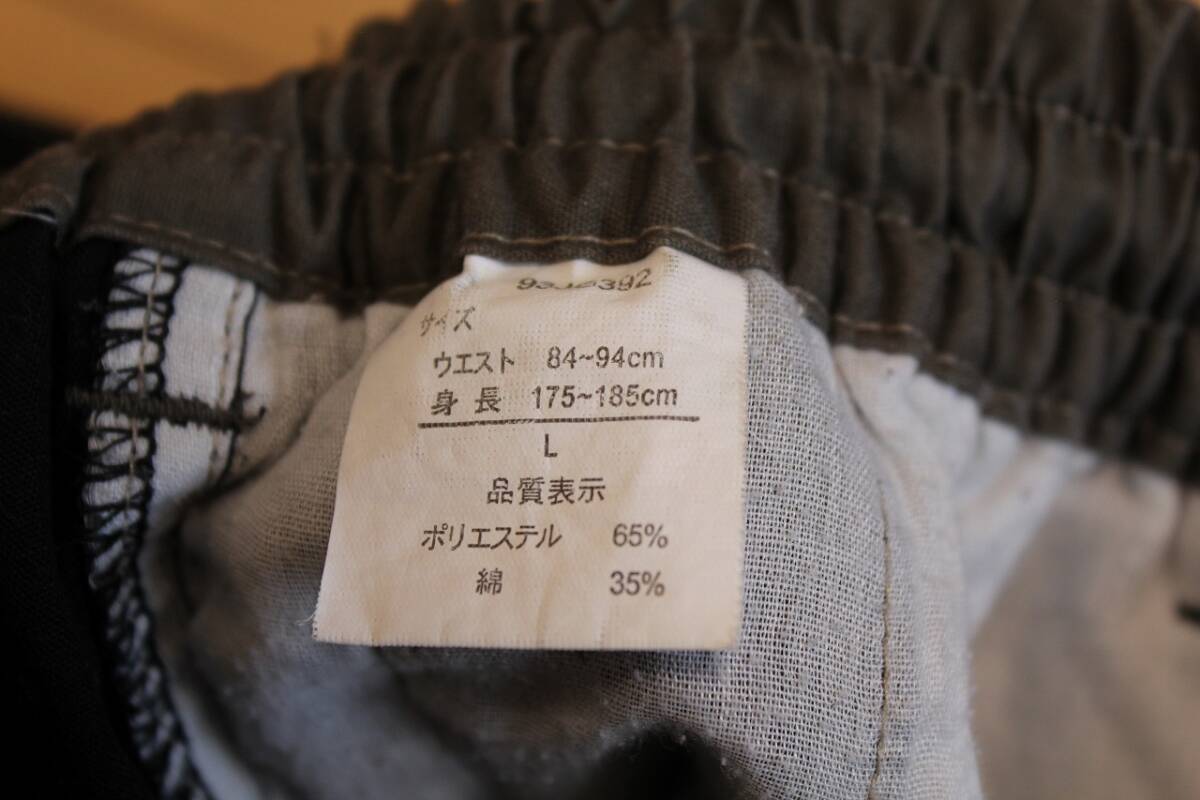 サイズ
ウエスト 84~94cm
身長 175~185cm
L
品質表示
ポリエステル 65%
綿 35%